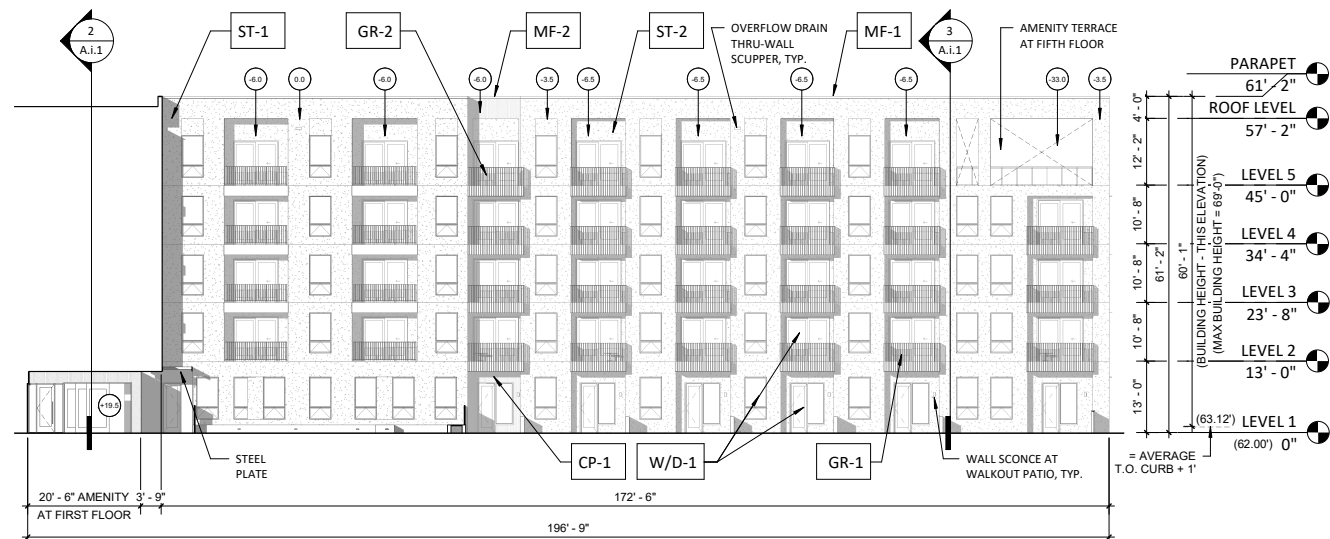 2
A.i.1
ST-1
GR-2
MF-2
ST-2
OVERFLOW DRAIN
THRU-WALL
SCUPPER, TYP.
MF-1
3
A.i.1
AMENITY TERRACE
AT FIFTH FLOOR
-6.0
0.0
-6.0
-6.0
-3.5
-6.5
-6.5
-6.5
-6.5
-33.0
-3.5
PARAPET
61' - 2"
ROOF LEVEL
57' - 2"
LEVEL 5
45' - 0"
LEVEL 4
34' - 4"
LEVEL 3
23' - 8"
LEVEL 2
13' - 0"
(63.12')
LEVEL 1
(62.00') 0"
4' - 0"
12' - 2"
10' - 8"
10' - 8"
10' - 8"
13' - 0"
61' - 2"
60' - 1"
(BUILDING HEIGHT - THIS ELEVATION)
(MAX BUILDING HEIGHT = 69'-0")
= AVERAGE
T.O. CURB + 1'
+19.5
STEEL
PLATE
CP-1
W/D-1
GR-1
WALL SCONCE AT
WALKOUT PATIO, TYP.
20' - 6" AMENITY
AT FIRST FLOOR
3' - 9"
172' - 6"
196' - 9"